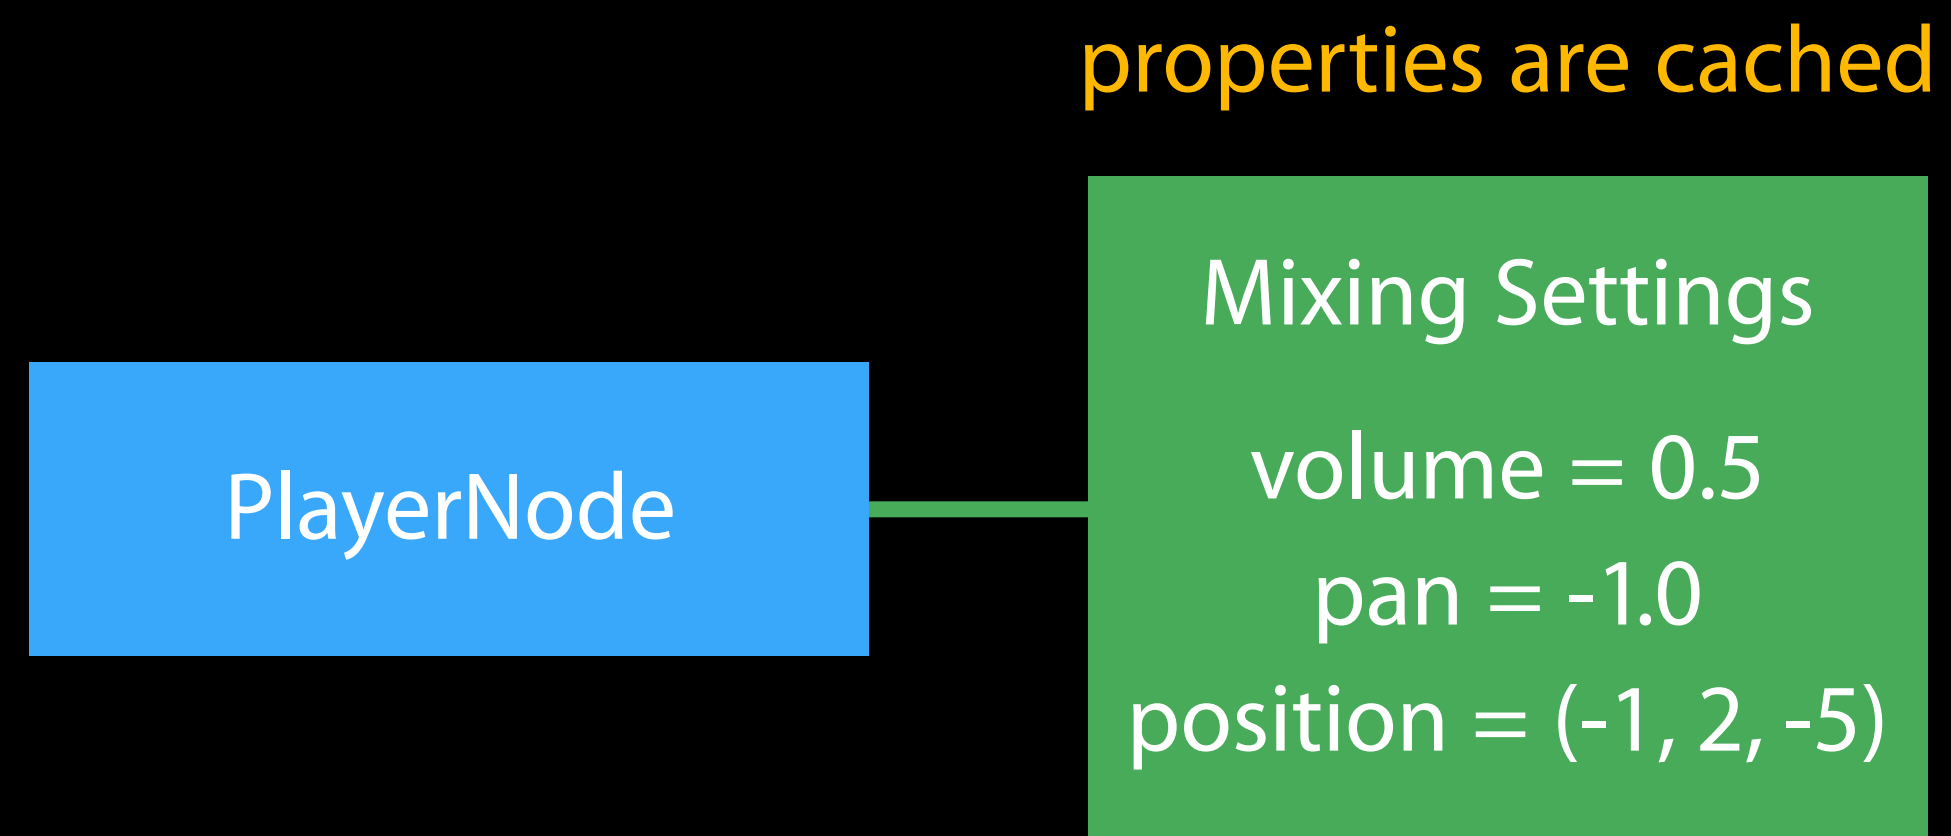 properties are cached
Mixing Settings
PlayerNode
volume = 0.5
pan = -1.0
position = (-1, 2, -5)